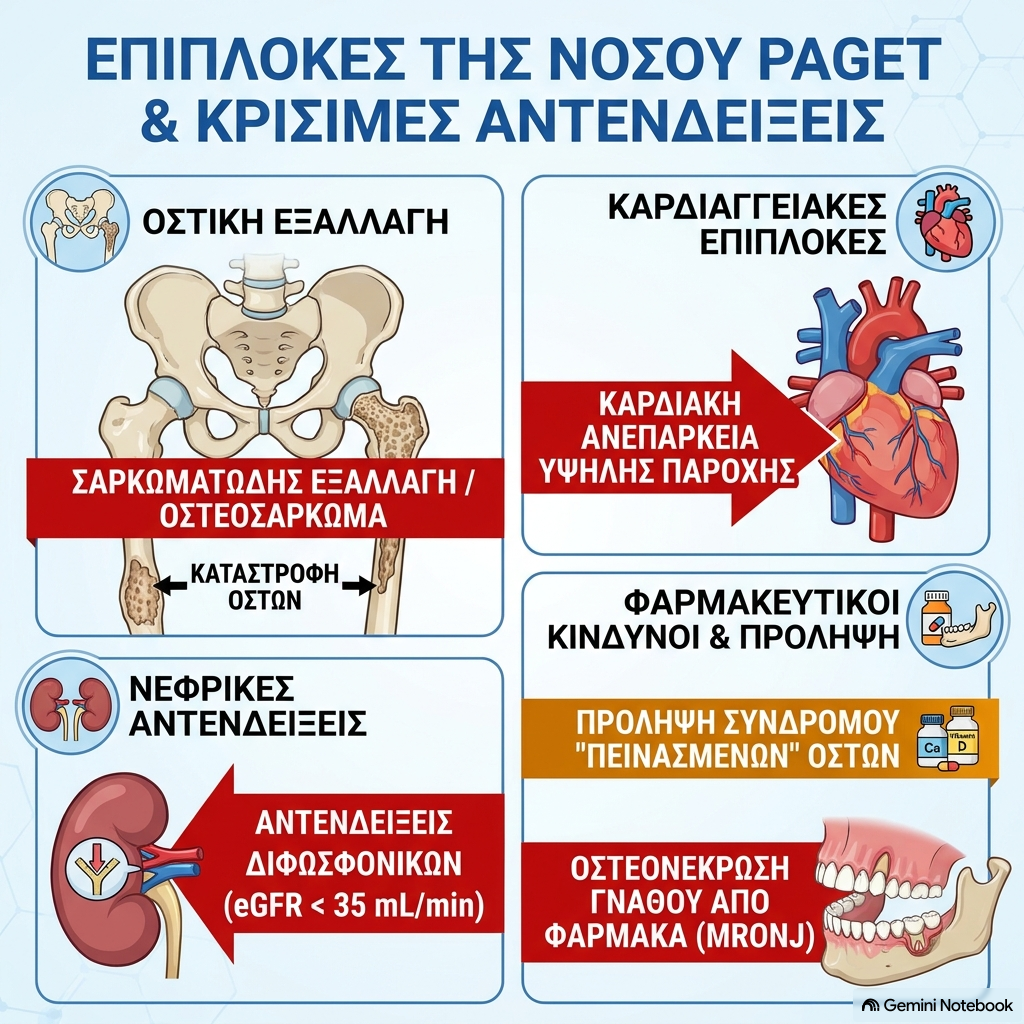 ΕΠΙΠΛΟΚΕΣ ΤΗΣ ΝΟΣΟΥ PAGET
& ΚΡΙΣΙΜΕΣ ΑΝΤΕΝΔΕΙΞΕΙΣ
ΟΣΤΙΚΗ ΕΞΑΛΛΑΓΗ
ΣΑΡΚΩΜΑΤΩΔΗΣ ΕΞΑΛΛΑΓΗ /
ΟΣΤΕΟΣΑΡΚΩΜΑ
ΚΑΤΑΣΤΡΟΦΗ
ΟΣΤΩΝ
ΚΑΡΔΙΑΓΓΕΙΑΚΕΣ
ΕΠΙΠΛΟΚΕΣ
ΚΑΡΔΙΑΚΗ
ΑΝΕΠΑΡΚΕΙΑ
ΥΨΗΛΗΣ ΠΑΡΟΧΗΣ
ΝΕΦΡΙΚΕΣ
ΑΝΤΕΝΔΕΙΞΕΙΣ
ΑΝΤΕΝΔΕΙΞΕΙΣ
ΔΙΦΩΣΦΟΝΙΚΩΝ
(eGFR < 35 mL/min)
ΦΑΡΜΑΚΕΥΤΙΚΟΙ
ΚΙΝΔΥΝΟΙ & ΠΡΟΛΗΨΗ
ΠΡΟΛΗΨΗ ΣΥΝΔΡΟΜΟΥ
"ΠΕΙΝΑΣΜΕΝΩΝ" ΟΣΤΩΝ
Ca
D
ΟΣΤΕΟΝΕΚΡΩΣΗ
ΓΝΑΘΟΥ ΑΠΟ
ΦΑΡΜΑΚΑ (MRONJ)
Gemini Notebook